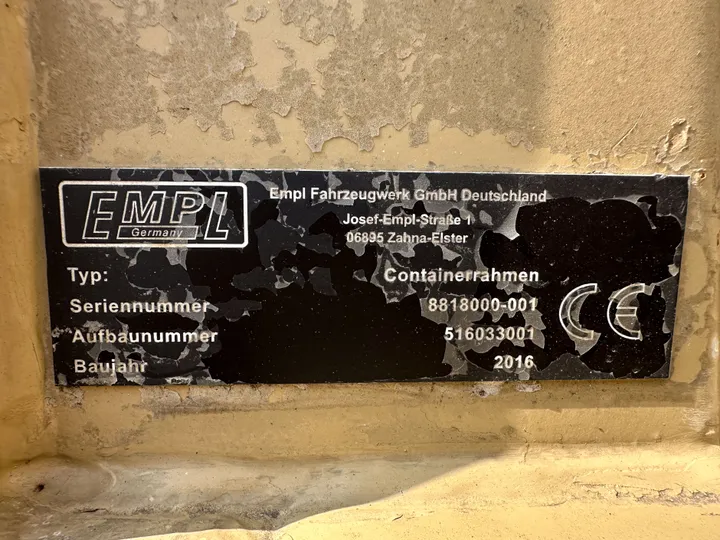 EMPL
Germany
Empl Fahrzeugwerk GmbH Deutschland
Josef-Empl-Straße 1
06895 Zahna-Elster
Typ: Containerrahmen
Seriennummer 8818000-001
Aufbaunummer 516033001
Baujahr 2016
CE